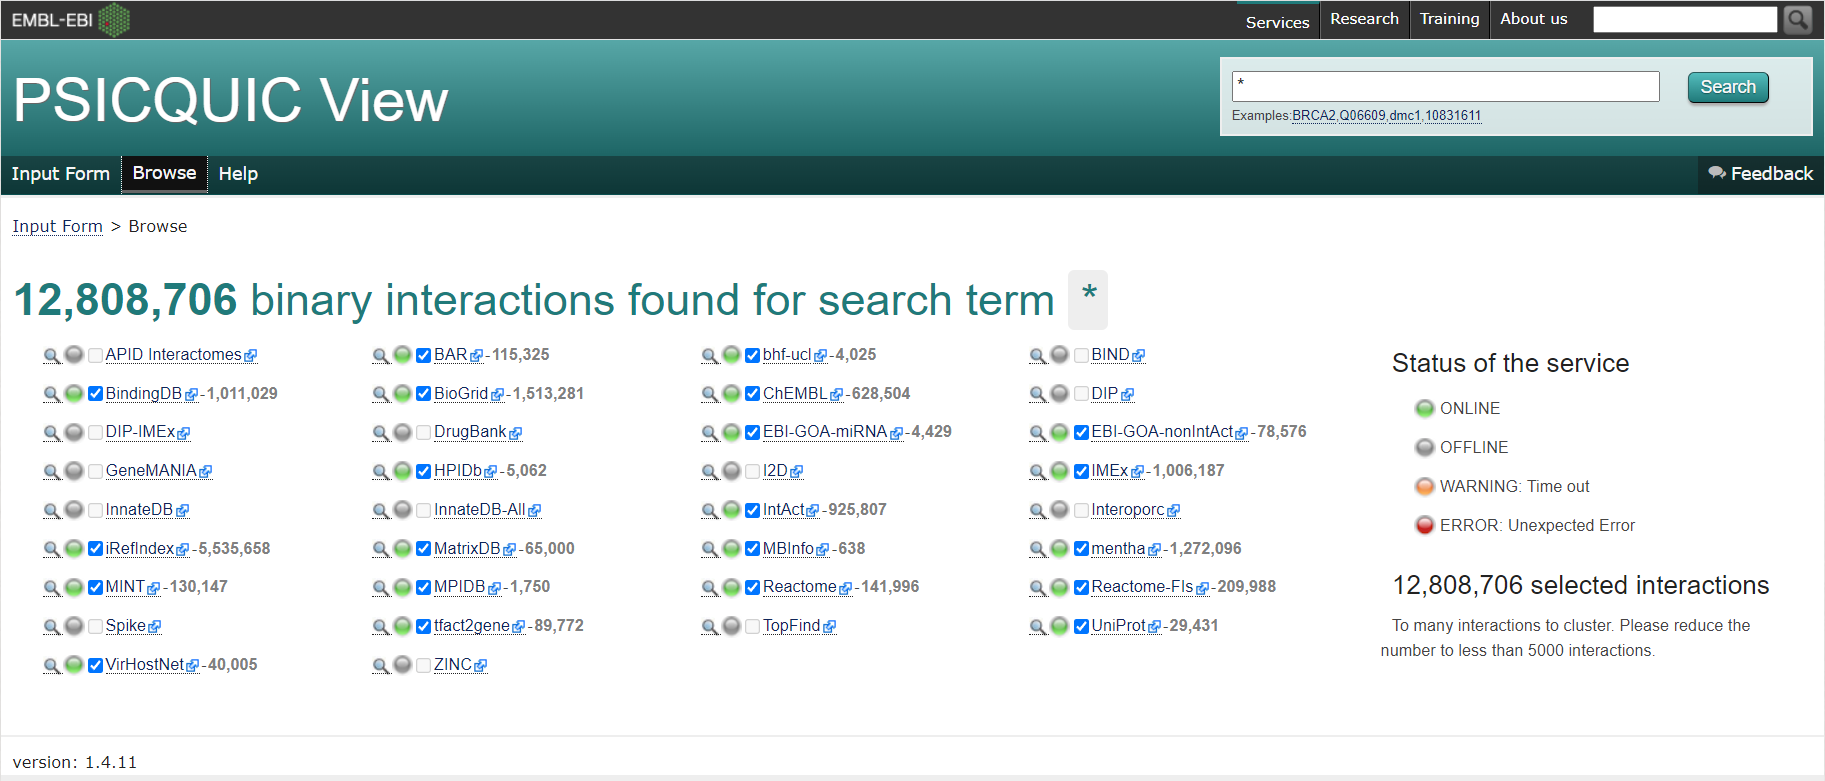 EMBL-EBI Services Research Training About us
PSICQUIC View
*
Search
Examples:BRCA2,Q06609,dmc1,10831611
Input Form Browse Help Feedback
Input Form > Browse
12,808,706 binary interactions found for search term *
APID Interactomes BAR-115,325 bhf-ucl-4,025 BIND
BindingDB-1,011,029 BioGrid-1,513,281 ChEMBL-628,504 DIP
DIP-IMEx DrugBank EBI-GOA-miRNA-4,429 EBI-GOA-nonIntAct-78,576
GeneMANIA HPIDb-5,062 I2D IMEx-1,006,187
InnateDB InnateDB-All IntAct-925,807 Interoporc
iRefIndex-5,535,658 MatrixDB-65,000 MBInfo-638 mentha-1,272,096
MINT-130,147 MPIDB-1,750 Reactome-141,996 Reactome-FIs-209,988
Spike tfact2gene-89,772 TopFind UniProt-29,431
VirHostNet-40,005 ZINC
Status of the service
ONLINE
OFFLINE
WARNING: Time out
ERROR: Unexpected Error
12,808,706 selected interactions
To many interactions to cluster. Please reduce the
number to less than 5000 interactions.
version: 1.4.11